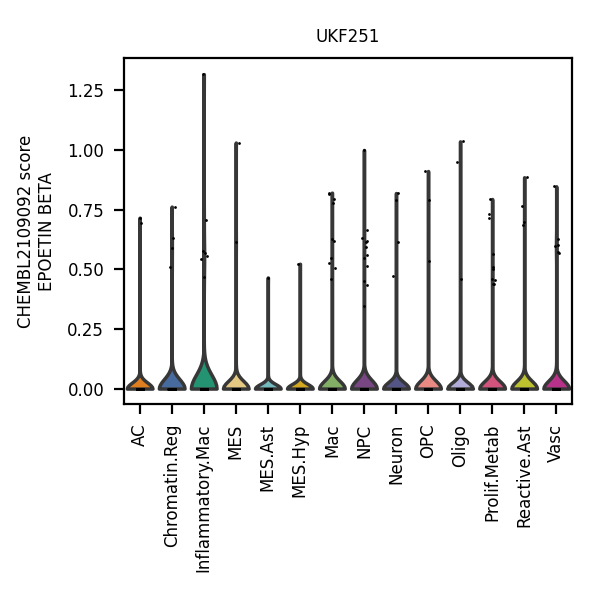 UKF251
CHEMBL2109092 score
EPOETIN BETA
1.25
1.00
0.75
0.50
0.25
0.00
AC
Chromatin.Reg
Inflammatory.Mac
MES
MES.Ast
MES.Hyp
Mac
NPC
Neuron
OPC
Oligo
Prolif.Metab
Reactive.Ast
Vasc